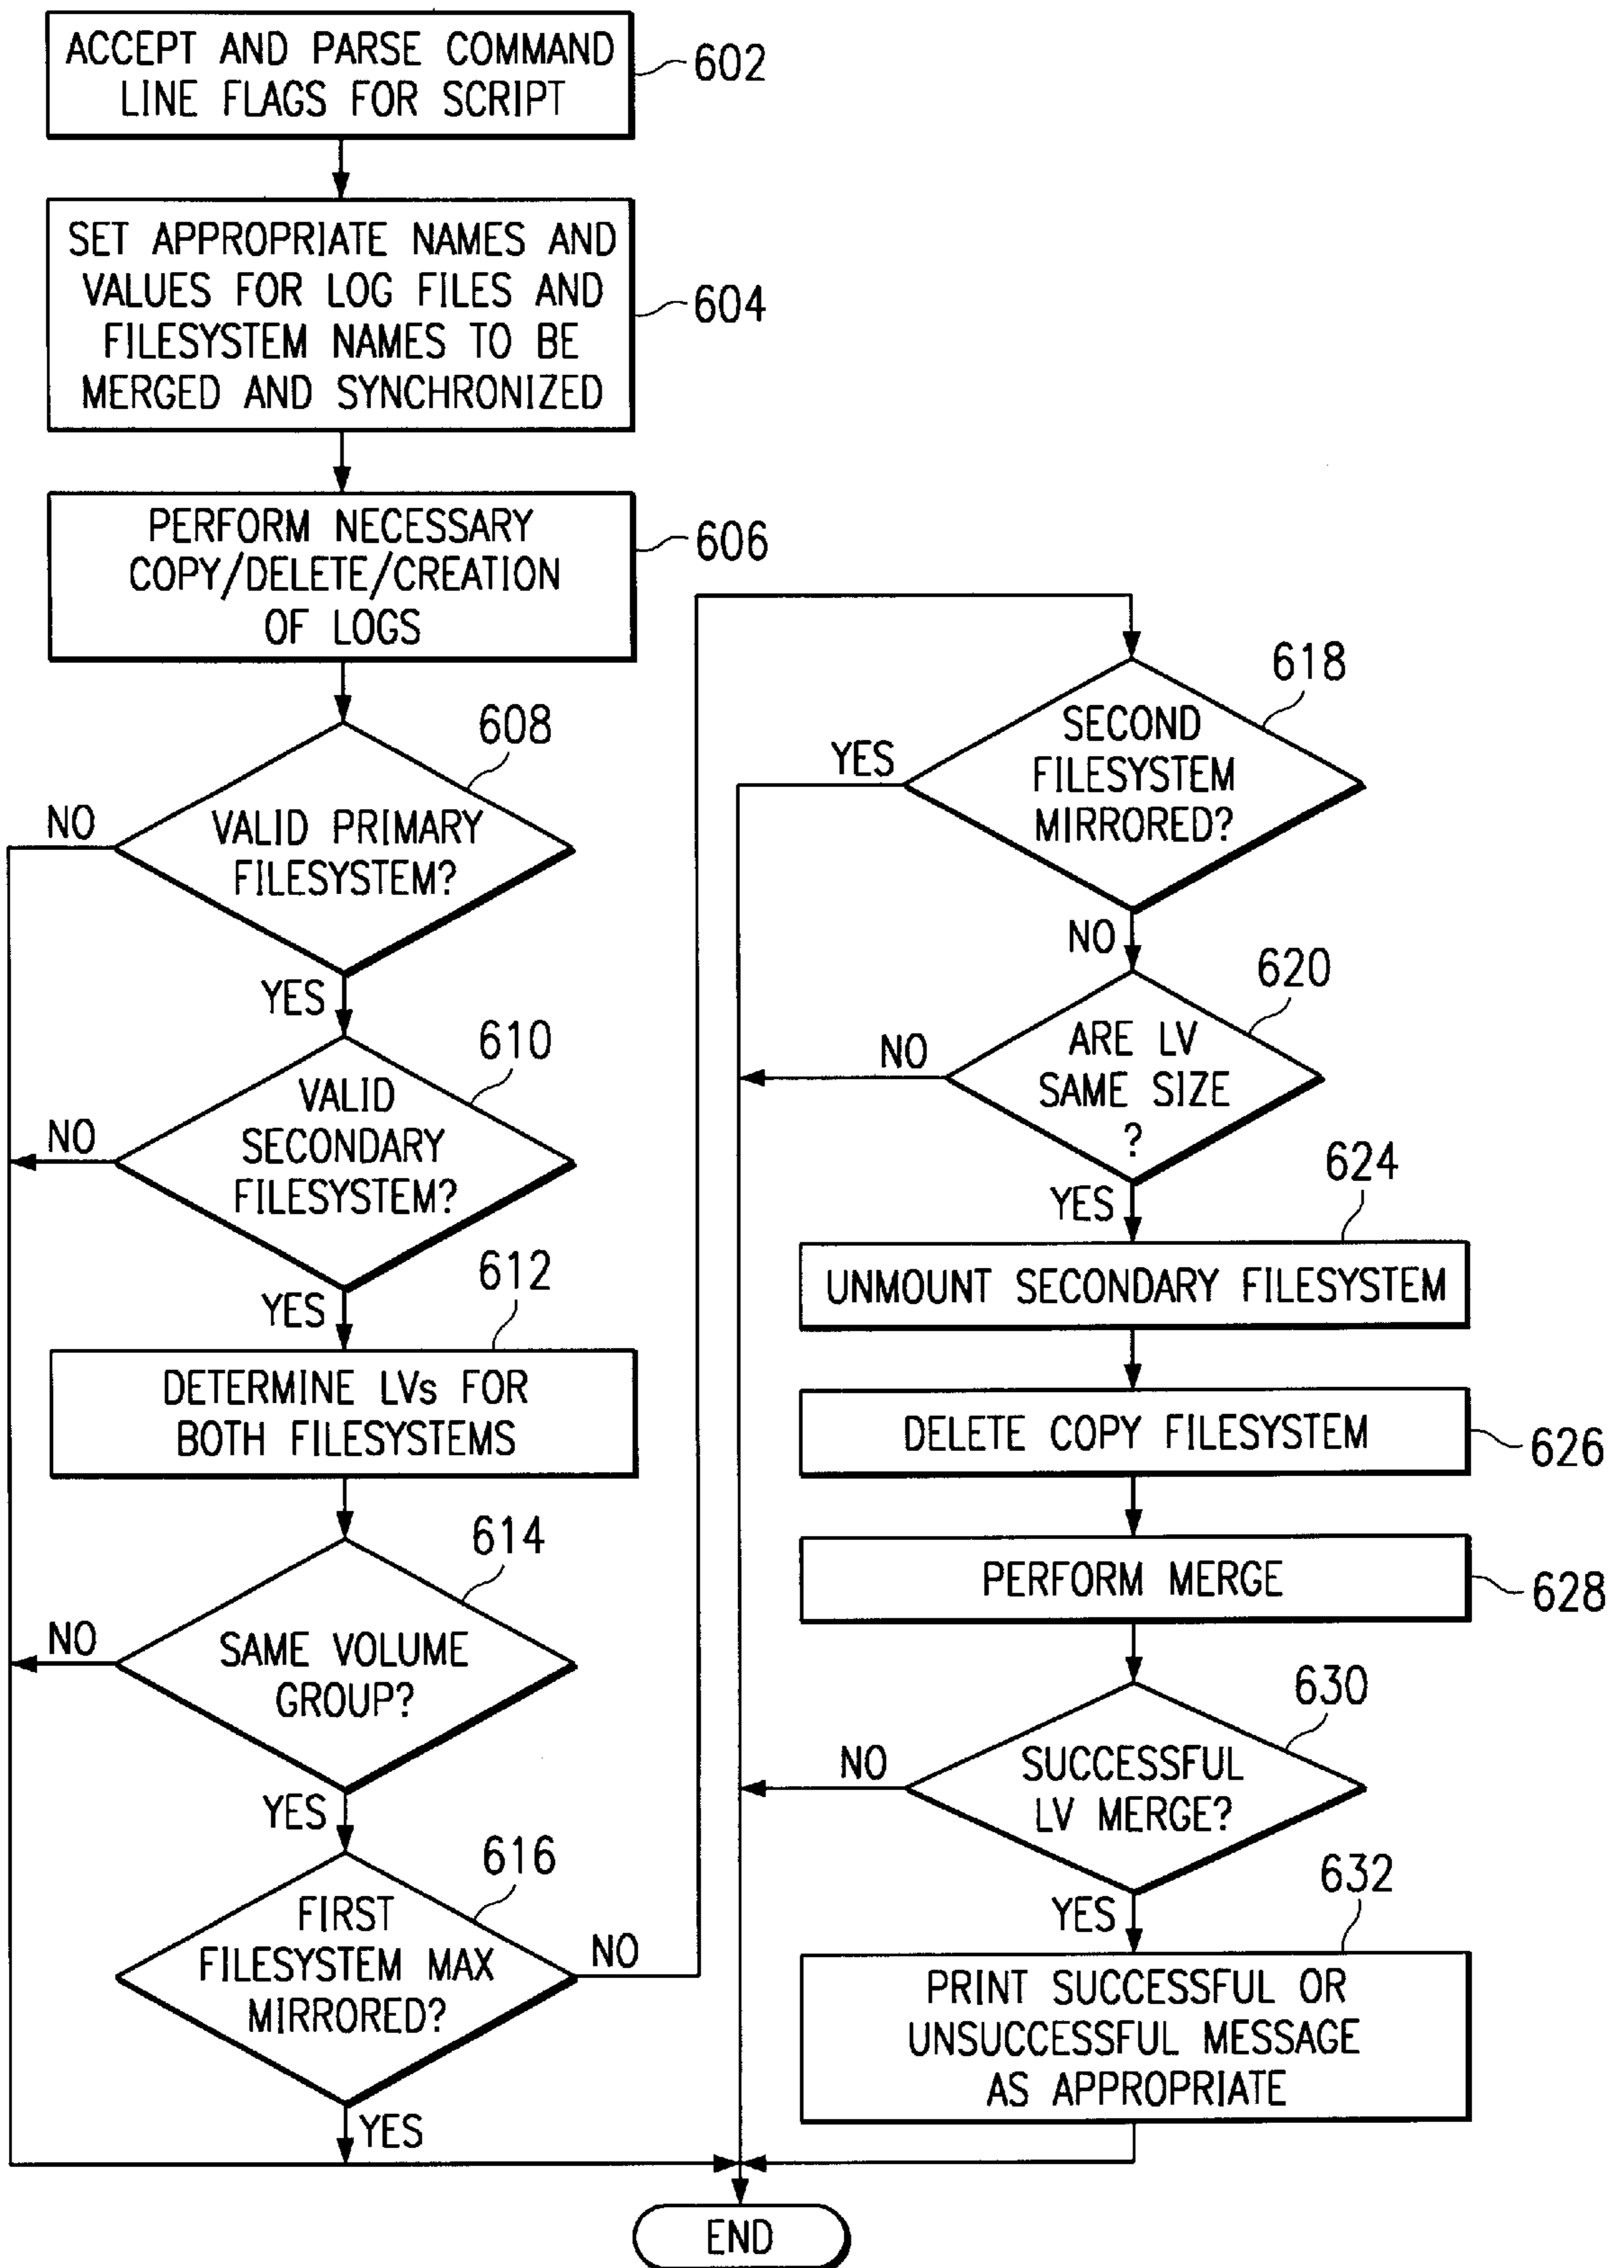 ACCEPT AND PARSE COMMAND
LINE FLAGS FOR SCRIPT
602
SET APPROPRIATE NAMES AND
VALUES FOR LOG FILES AND
FILESYSTEM NAMES TO BE
MERGED AND SYNCHRONIZED
604
PERFORM NECESSARY
COPY/DELETE/CREATION
OF LOGS
606
608
VALID PRIMARY
FILESYSTEM?
NO
YES
610
VALID
SECONDARY
FILESYSTEM?
NO
YES
612
DETERMINE LVs FOR
BOTH FILESYSTEMS
614
SAME VOLUME
GROUP?
NO
YES
616
FIRST
FILESYSTEM MAX
MIRRORED?
NO
YES
618
SECOND
FILESYSTEM
MIRRORED?
YES
NO
620
ARE LV
SAME SIZE
?
NO
YES
624
UNMOUNT SECONDARY FILESYSTEM
DELETE COPY FILESYSTEM
626
PERFORM MERGE
628
630
SUCCESSFUL
LV MERGE?
NO
YES
632
PRINT SUCCESSFUL OR
UNSUCCESSFUL MESSAGE
AS APPROPRIATE
END